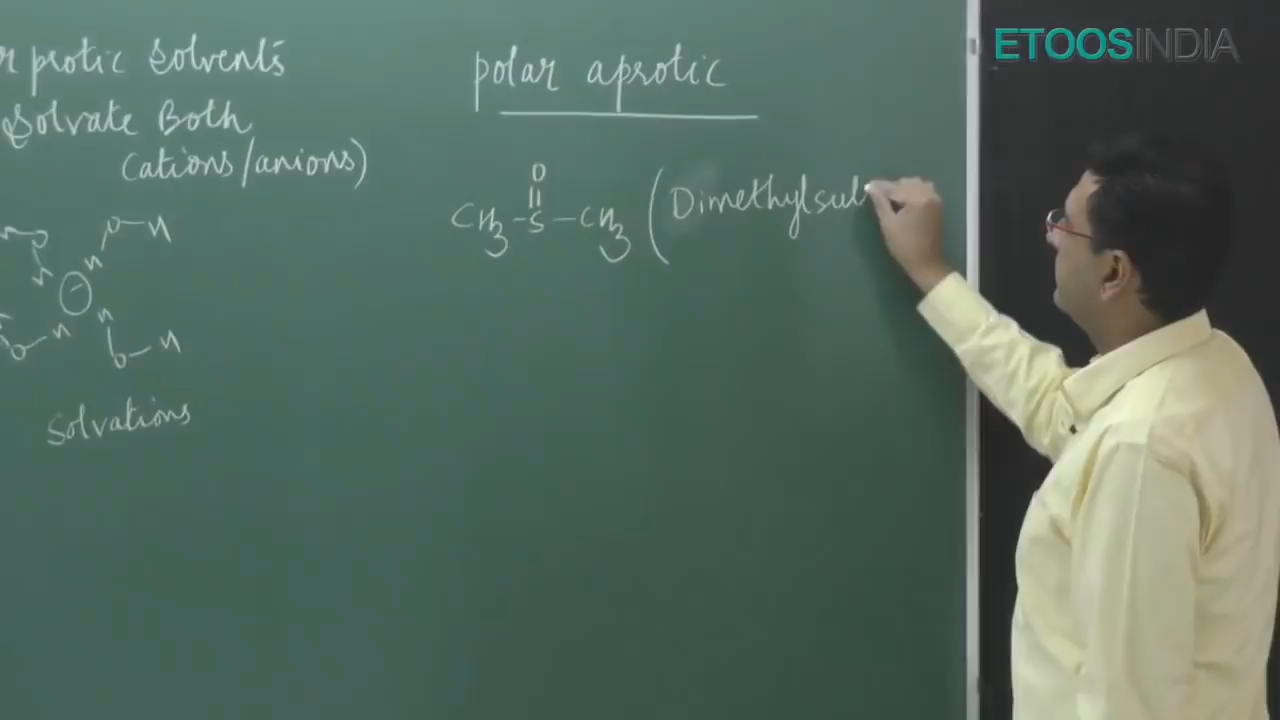 r protic solvents
Solvate Both
Cations/anions)
O-H
H
H
O
H
H
O-H
O-H
Solvations
polar aprotic
O
CH3-S-CH3 (Dimethylsul
ETOOSINDIA